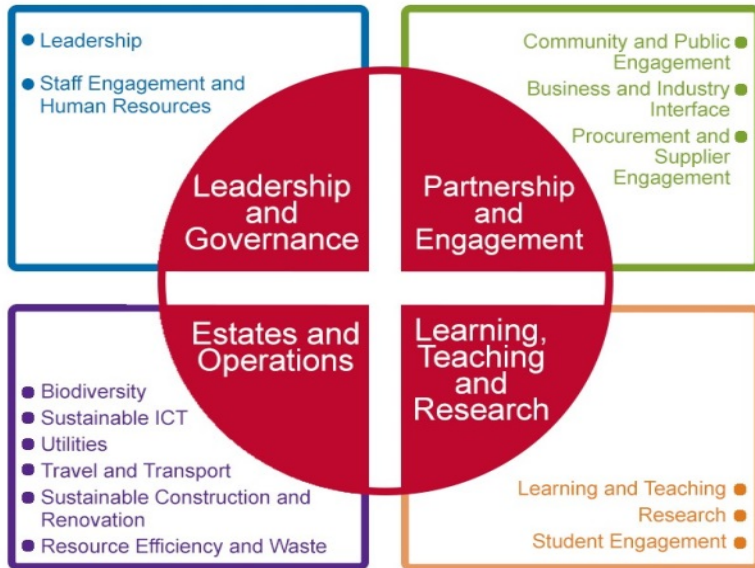 Leadership
Staff Engagement and
Human Resources
Leadership
and
Governance
Community and Public
Engagement
Business and Industry
Interface
Procurement and
Supplier
Engagement
Partnership
and
Engagement
Estates and
Operations
Biodiversity
Sustainable ICT
Utilities
Travel and Transport
Sustainable Construction and
Renovation
Resource Efficiency and Waste
Learning,
Teaching
and
Research
Learning and Teaching
Research
Student Engagement